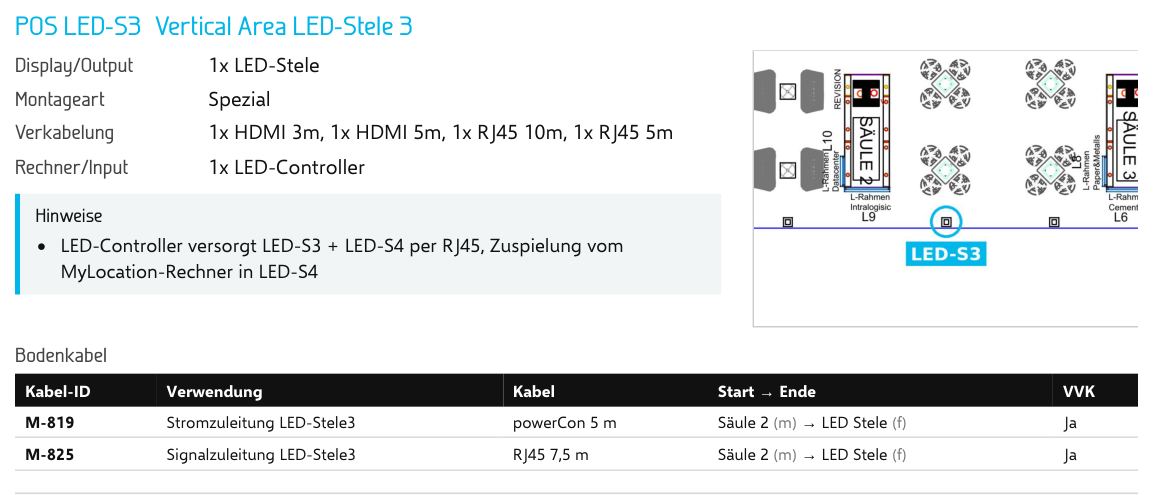 POS LED-S3 Vertical Area LED-Stele 3
Display/Output 1x LED-Stele
Montageart Spezial
Verkabelung 1x HDMI 3m, 1x HDMI 5m, 1x RJ45 10m, 1x RJ45 5m
Rechner/Input 1x LED-Controller
Hinweise
• LED-Controller versorgt LED-S3 + LED-S4 per RJ45, Zuspielung vom
MyLocation-Rechner in LED-S4
REVISION
L10
L-Rahmen
Datacenter
SÄULE 2
L-Rahmen
Intralogisic
L9
L-Rahmen
Paper&Metalls
SÄULE 3
L-Rahm
Cement
L6
LED-S3
Bodenkabel
Kabel-ID Verwendung Kabel Start → Ende VVK
M-819 Stromzuleitung LED-Stele3 powerCon 5 m Säule 2 (m) → LED Stele (f) Ja
M-825 Signalzuleitung LED-Stele3 RJ45 7,5 m Säule 2 (m) → LED Stele (f) Ja